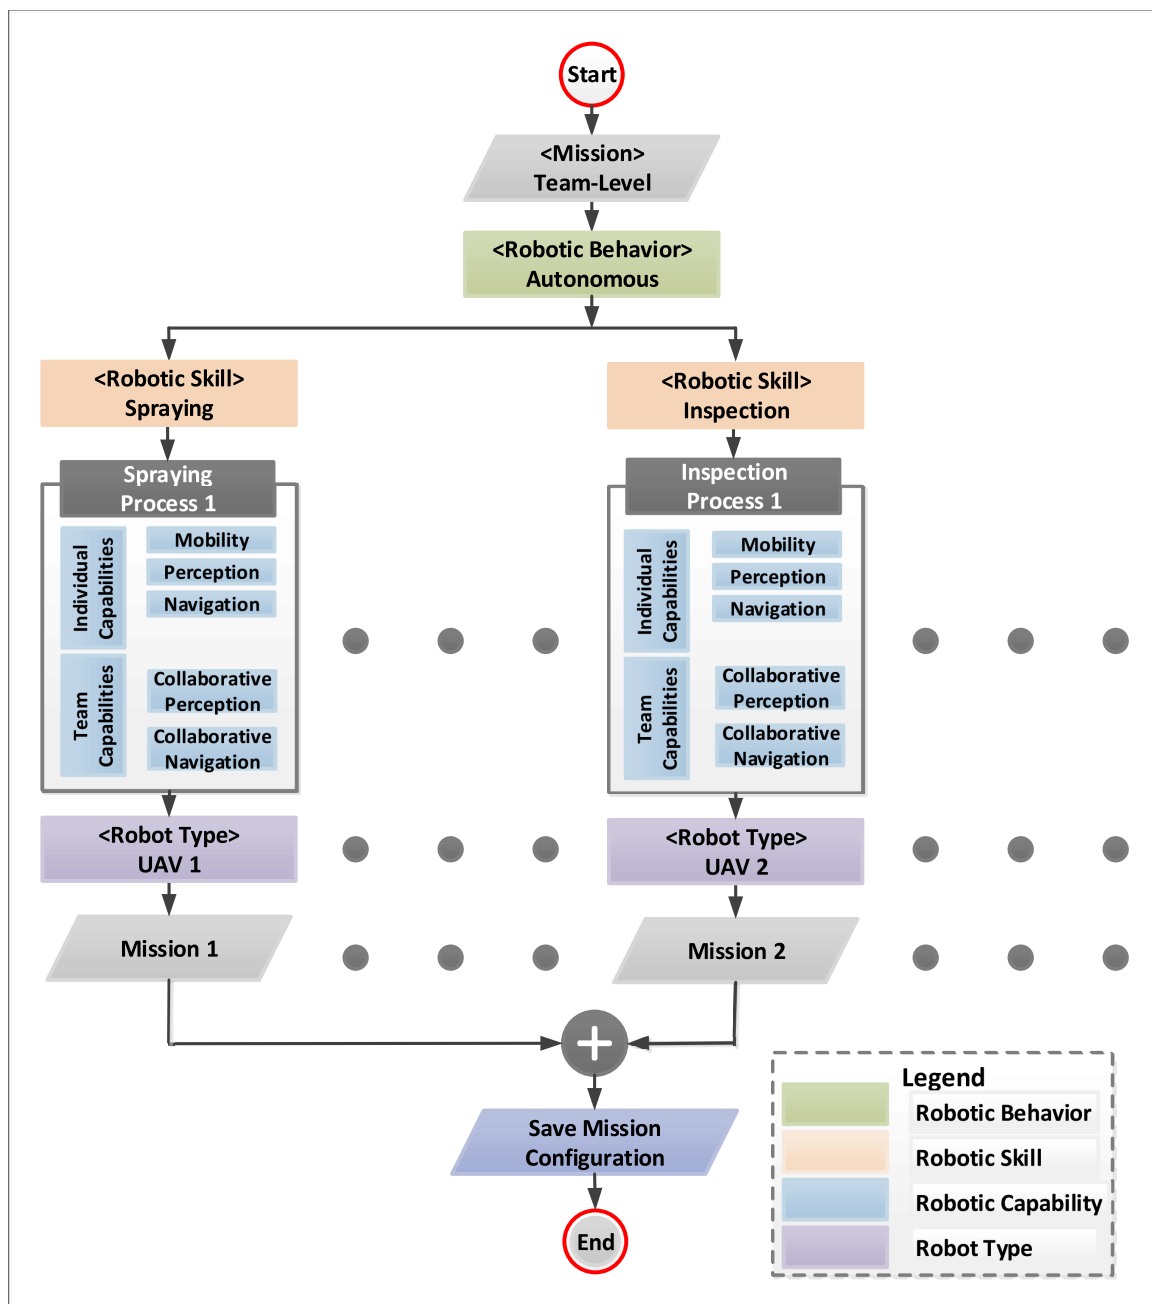 Start
<Mission>
Team-Level
<Robotic Behavior>
Autonomous
<Robotic Skill>
Spraying
<Robotic Skill>
Inspection
Spraying
Process 1
Individual
Capabilities
Mobility
Perception
Navigation
Team
Capabilities
Collaborative
Perception
Collaborative
Navigation
Inspection
Process 1
Individual
Capabilities
Mobility
Perception
Navigation
Team
Capabilities
Collaborative
Perception
Collaborative
Navigation
<Robot Type>
UAV 1
<Robot Type>
UAV 2
Mission 1
Mission 2
Save Mission
Configuration
End
Legend
Robotic Behavior
Robotic Skill
Robotic Capability
Robot Type